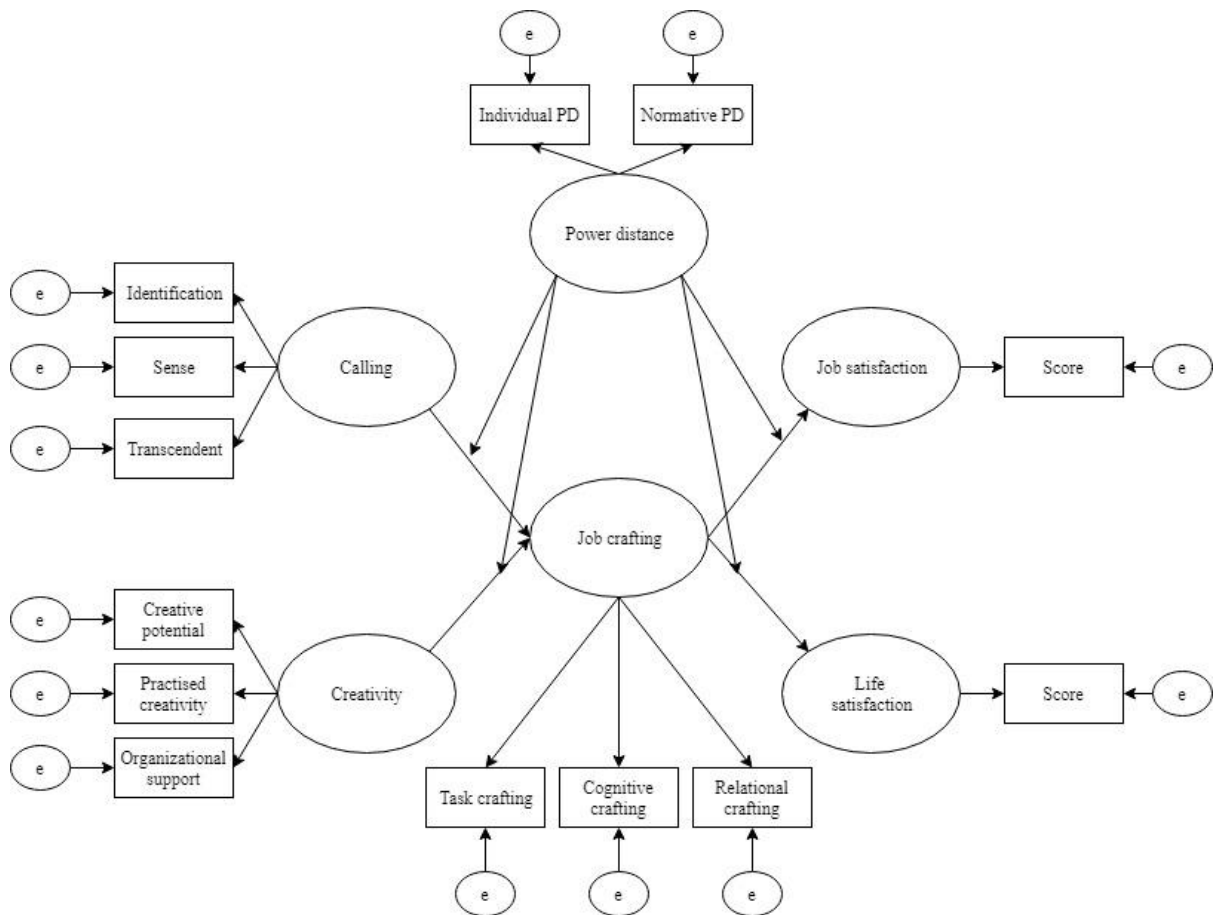 e
e
Individual PD
Normative PD
Power distance
e
Identification
e
Sense
Calling
Job satisfaction
Score
e
e
Transcendent
Job crafting
e
Creative
potential
e
Practised
creativity
Creativity
Life
satisfaction
Score
e
e
Organizational
support
Task crafting
Cognitive
crafting
Relational
crafting
e
e
e